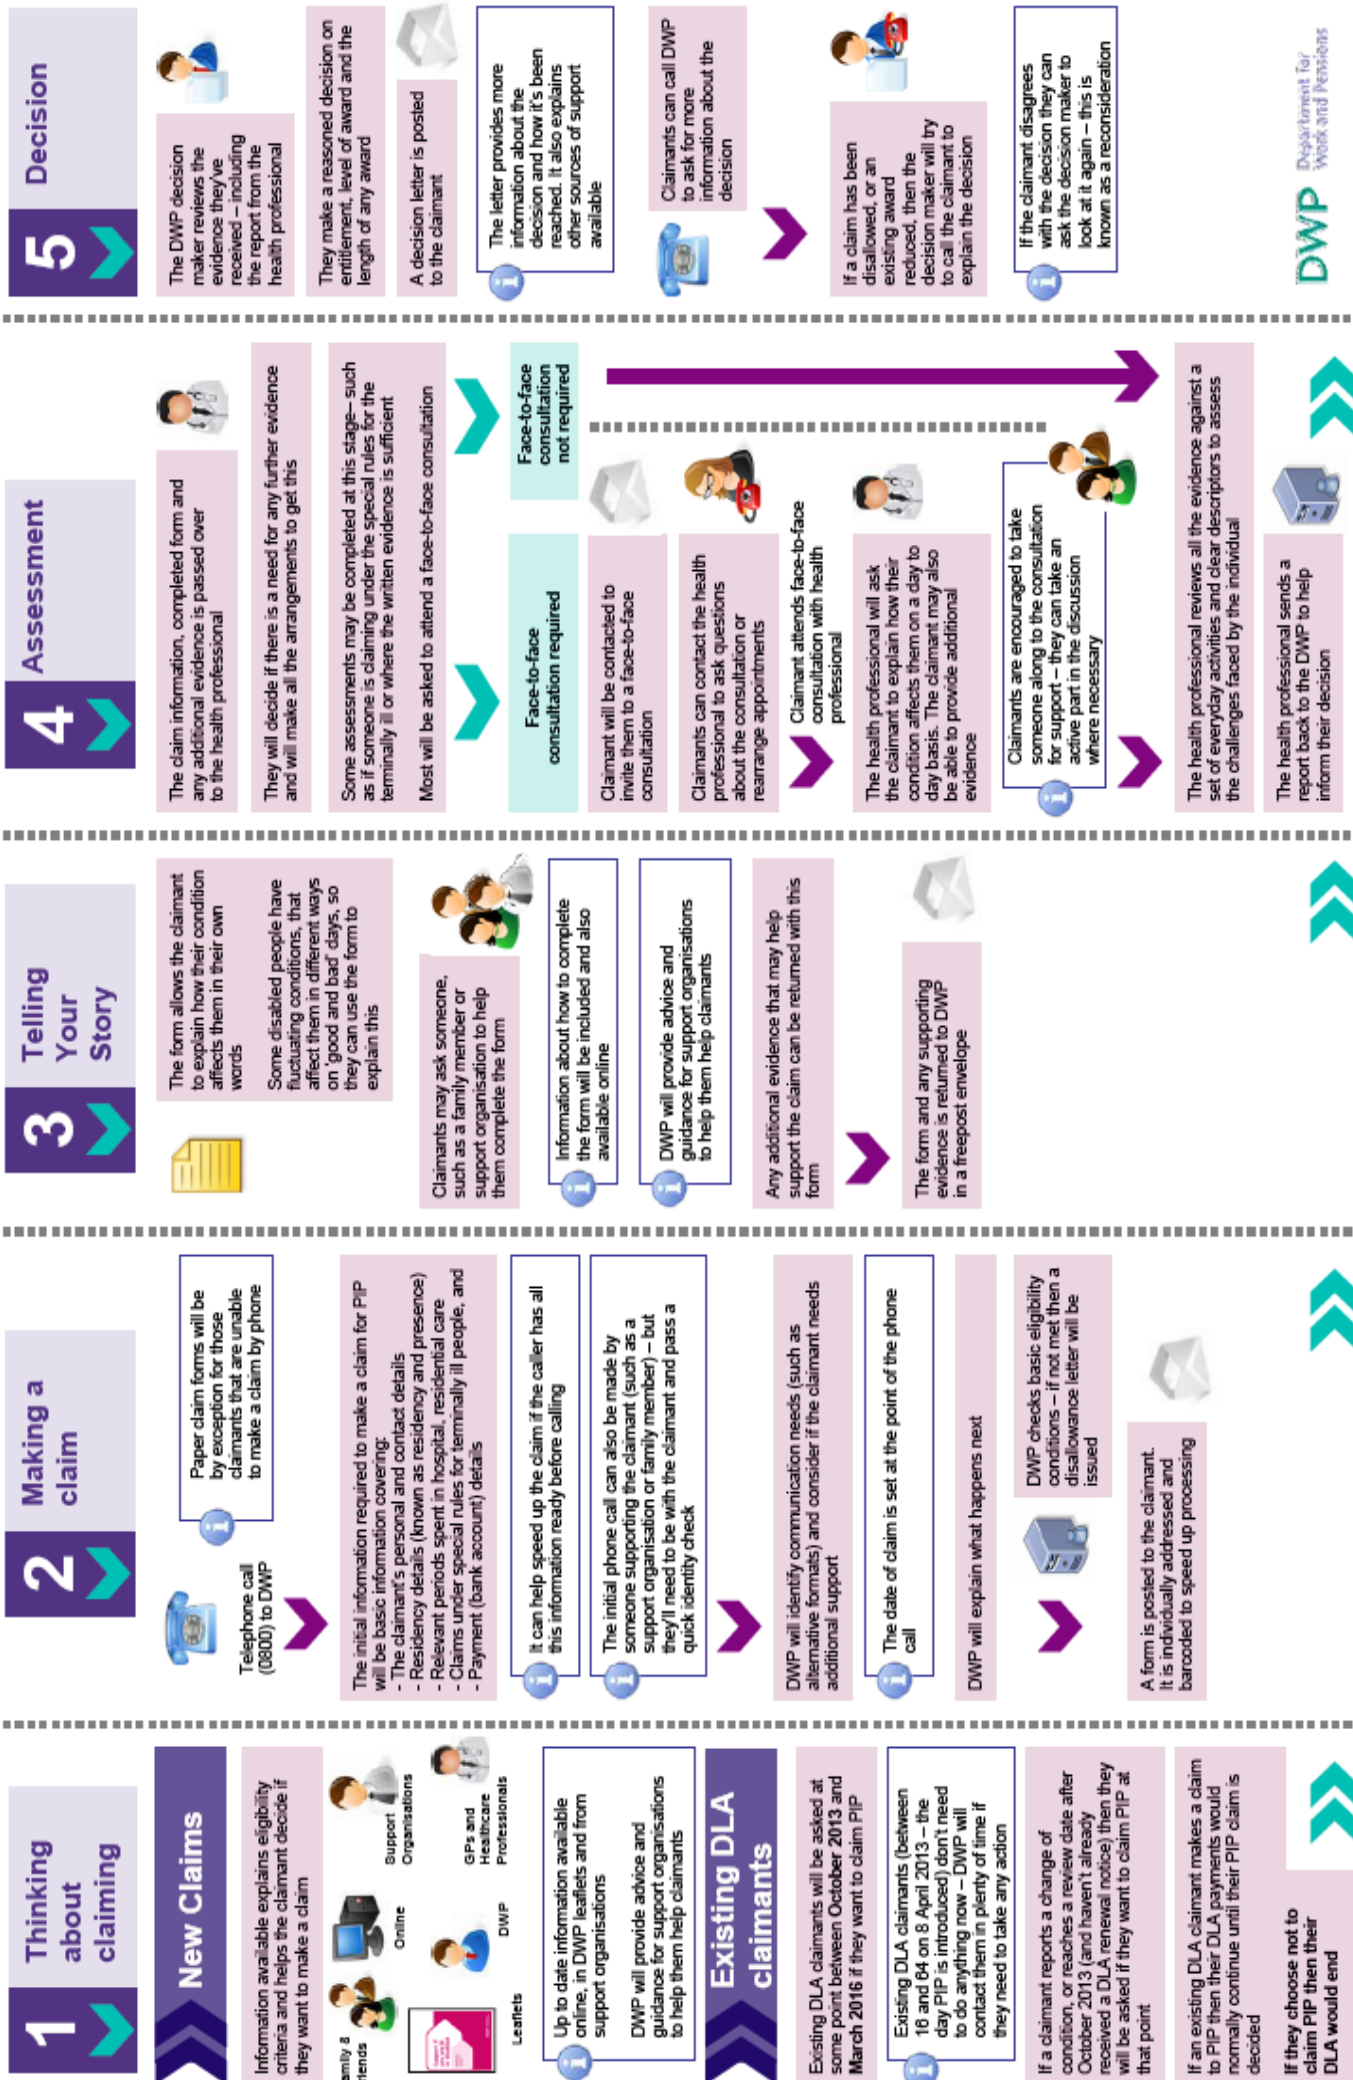 1
Thinking
about
claiming
New Claims
Information available explains eligibility
criteria and helps the claimant decide if
they want to make a claim
amily &
iends
Online
Support
Organisations
Leaflets
DWP
GPs and
Healthcare
Professionals
Up to date information available
online, in DWP leaflets and from
support organisations
DWP will provide advice and
guidance for support organisations
to help them help claimants
Existing DLA
claimants
Existing DLA claimants will be asked at
some point between October 2013 and
March 2016 if they want to claim PIP
Existing DLA claimants (between
16 and 64 on 8 April 2013 – the
day PIP is introduced) don't need
to do anything now – DWP will
contact them in plenty of time if
they need to take any action
If a claimant reports a change of
condition, or reaches a review date after
October 2013 (and haven't already
received a DLA renewal notice) then they
will be asked if they want to claim PIP at
that point
If an existing DLA claimant makes a claim
to PIP then their DLA payments would
normally continue until their PIP claim is
decided
If they choose not to
claim PIP then their
DLA would end
2
Making a
claim
Telephone call
(0800) to DWP
Paper claim forms will be
by exception for those
claimants that are unable
to make a claim by phone
The initial information required to make a claim for PIP
will be basic information covering:
- The claimant's personal and contact details
- Residency details (known as residency and presence)
- Relevant periods spent in hospital, residential care
- Claims under special rules for terminally ill people, and
- Payment (bank account) details
It can help speed up the claim if the caller has all
this information ready before calling
The initial phone call can also be made by
someone supporting the claimant (such as a
support organisation or family member) – but
they'll need to be with the claimant and pass a
quick identity check
DWP will identify communication needs (such as
alternative formats) and consider if the claimant needs
additional support
The date of claim is set at the point of the phone
call
DWP will explain what happens next
DWP checks basic eligibility
conditions – if not met then a
disallowance letter will be
issued
A form is posted to the claimant.
It is individually addressed and
barcoded to speed up processing
3
Telling
Your
Story
The form allows the claimant
to explain how their condition
affects them in their own
words
Some disabled people have
fluctuating conditions, that
affect them in different ways
on 'good and bad' days, so
they can use the form to
explain this
Claimants may ask someone,
such as a family member or
support organisation to help
them complete the form
Information about how to complete
the form will be included and also
available online
DWP will provide advice and
guidance for support organisations
to help them help claimants
Any additional evidence that may help
support the claim can be returned with this
form
The form and any supporting
evidence is returned to DWP
in a freepost envelope
4
Assessment
The claim information, completed form and
any additional evidence is passed over
to the health professional
They will decide if there is a need for any further evidence
and will make all the arrangements to get this
Some assessments may be completed at this stage– such
as if someone is claiming under the special rules for the
terminally ill or where the written evidence is sufficient
Most will be asked to attend a face-to-face consultation
Face-to-face
consultation required
Face-to-face
consultation
not required
Claimant will be contacted to
invite them to a face-to-face
consultation
Claimants can contact the health
professional to ask questions
about the consultation or
rearrange appointments
Claimant attends face-to-face
consultation with health
professional
The health professional will ask
the claimant to explain how their
condition affects them on a day to
day basis. The claimant may also
be able to provide additional
evidence
Claimants are encouraged to take
someone along to the consultation
for support – they can take an
active part in the discussion
where necessary
The health professional reviews all the evidence against a
set of everyday activities and clear descriptors to assess
the challenges faced by the individual
The health professional sends a
report back to the DWP to help
inform their decision
5
Decision
The DWP decision
maker reviews the
evidence they've
received – including
the report from the
health professional
They make a reasoned decision on
entitlement, level of award and the
length of any award
A decision letter is posted
to the claimant
The letter provides more
information about the
decision and how it's been
reached. It also explains
other sources of support
available
Claimants can call DWP
to ask for more
information about the
decision
If a claim has been
disallowed, or an
existing award
reduced, then the
decision maker will try
to call the claimant to
explain the decision
If the claimant disagrees
with the decision they can
ask the decision maker to
look at it again – this is
known as a reconsideration
DWP
Department for
Work and Pensions